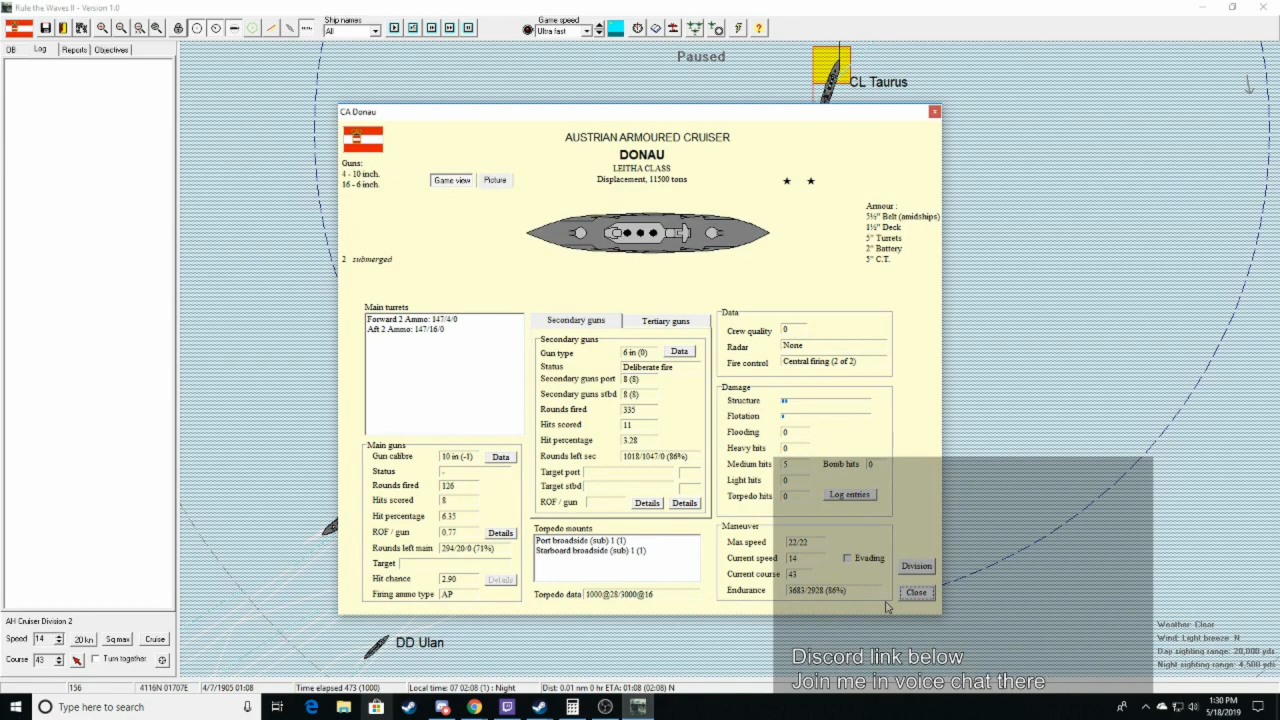 Rule the Waves II - Version 1.0
Ship names
All
Game speed
Ultra fast
OB Log Reports Objectives
Paused
CL Taurus
CA Donau
AUSTRIAN ARMOURED CRUISER
DONAU
LEITHA CLASS
Displacement, 11500 tons
Guns:
4 - 10 inch.
16 - 6 inch.
Game view Picture
★ ★
Armour :
5½" Belt (amidships)
1½" Deck
5" Turrets
2" Battery
5" C.T.
2 submerged
Main turrets
Forward 2 Ammo: 147/4/0
Aft 2 Ammo: 147/16/0
Main guns
Gun calibre 10 in (-1) Data
Status -
Rounds fired 126
Hits scored 8
Hit percentage 6.35
ROF / gun 0.77 Details
Rounds left main 294/20/0 (71%)
Target
Hit chance 2.90 Details
Firing ammo type AP
Secondary guns Tertiary guns
Secondary guns
Gun type 6 in (0) Data
Status Deliberate fire
Secondary guns port 8 (8)
Secondary guns stbd 8 (8)
Rounds fired 335
Hits scored 11
Hit percentage 3.28
Rounds left sec 1018/1047/0 (86%)
Target port
Target stbd
ROF / gun Details Details
Torpedo mounts
Port broadside (sub) 1 (1)
Starboard broadside (sub) 1 (1)
Torpedo data 1000@28/3000@16
Data
Crew quality 0
Radar None
Fire control Central firing (2 of 2)
Damage
Structure
Flotation
Flooding 0
Heavy hits 0
Medium hits 5 Bomb hits 0
Light hits 0
Torpedo hits 0 Log entries
Maneuver
Max speed 22/22
Current speed 14 Evading
Current course 43
Endurance 3683/2928 (86%)
Division
Close
DD Ulan
AH Cruiser Division 2
Speed 14 20 kn Sq max Cruise
Course 43 Turn together
Weather: Clear
Wind: Light breeze N
Day sighting range: 20,000 yds
Night sighting range: 4,500 yds
Discord link below
Join me in voice chat there
156 4116N 01707E 4/7/1905 01:08 Time elapsed 473 (1000) Local time: 07 02:08 ( 1) : Night Dist: 0.01 nm 0 hr ETA: 01:08 (02:08) N
Type here to search
1:30 PM
5/18/2019